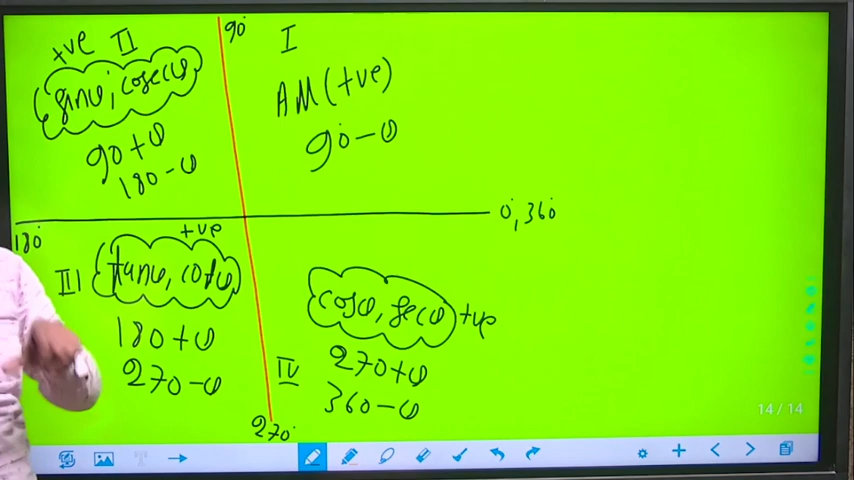 90°
I
+ve II
sinθ, cosecθ
All (+ve)
90 + θ
180 - θ
90 - θ
180°
0°, 360°
+ve
III
tanθ, cotθ
180 + θ
270 - θ
cosθ, secθ +ve
IV
270 + θ
360 - θ
270°
14 / 14